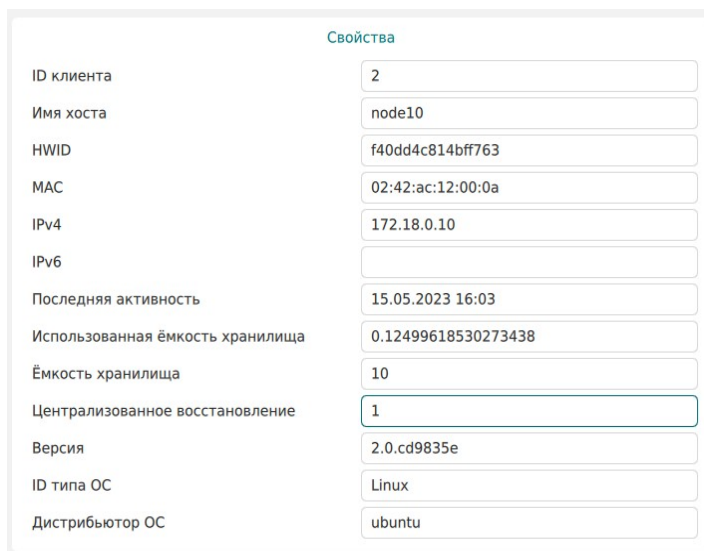 Свойства
ID клиента 2
Имя хоста node10
HWID f40dd4c814bff763
MAC 02:42:ac:12:00:0a
IPv4 172.18.0.10
IPv6
Последняя активность 15.05.2023 16:03
Использованная ёмкость хранилища 0.12499618530273438
Ёмкость хранилища 10
Централизованное восстановление 1
Версия 2.0.cd9835e
ID типа ОС Linux
Дистрибьютор ОС ubuntu